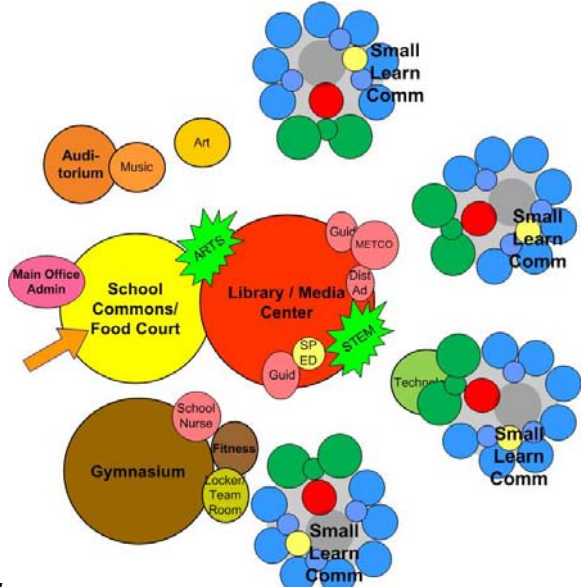 Small
Learn
Comm
Audi-
torium
Music
Art
Small
Learn
Comm
ARTS
Guid
METCO
Main Office
Admin
School
Commons/
Food Court
Library / Media
Center
Dist
Ad
SP
ED
STEM
Guid
Technol
Small
Learn
Comm
School
Nurse
Fitness
Gymnasium
Locker/
Team
Room
Small
Learn
Comm